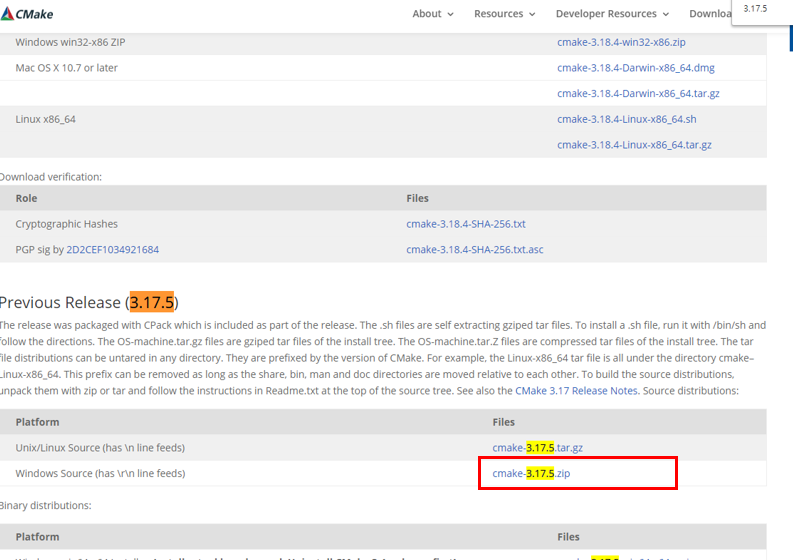 CMake
About
Resources
Developer Resources
3.17.5
Windows win32-x86 ZIP
cmake-3.18.4-win32-x86.zip
Mac OS X 10.7 or later
cmake-3.18.4-Darwin-x86_64.dmg
cmake-3.18.4-Darwin-x86_64.tar.gz
Linux x86_64
cmake-3.18.4-Linux-x86_64.sh
cmake-3.18.4-Linux-x86_64.tar.gz
Download verification:
Role
Files
Cryptographic Hashes
cmake-3.18.4-SHA-256.txt
PGP sig by 2D2CEF1034921684
cmake-3.18.4-SHA-256.txt.asc
Previous Release (3.17.5)
The release was packaged with CPack which is included as part of the release. The .sh files are self extracting gziped tar files. To install a .sh file, run it with /bin/sh and
follow the directions. The OS-machine.tar.gz files are gziped tar files of the install tree. The OS-machine.tar.Z files are compressed tar files of the install tree. The tar
file distributions can be untared in any directory. They are prefixed by the version of CMake. For example, the Linux-x86_64 tar file is all under the directory cmake–
Linux-x86_64. This prefix can be removed as long as the share, bin, man and doc directories are moved relative to each other. To build the source distributions,
unpack them with zip or tar and follow the instructions in Readme.txt at the top of the source tree. See also the CMake 3.17 Release Notes. Source distributions:
Platform
Files
Unix/Linux Source (has \n line feeds)
cmake-3.17.5.tar.gz
Windows Source (has \r\n line feeds)
cmake-3.17.5.zip
Binary distributions:
Platform
Files